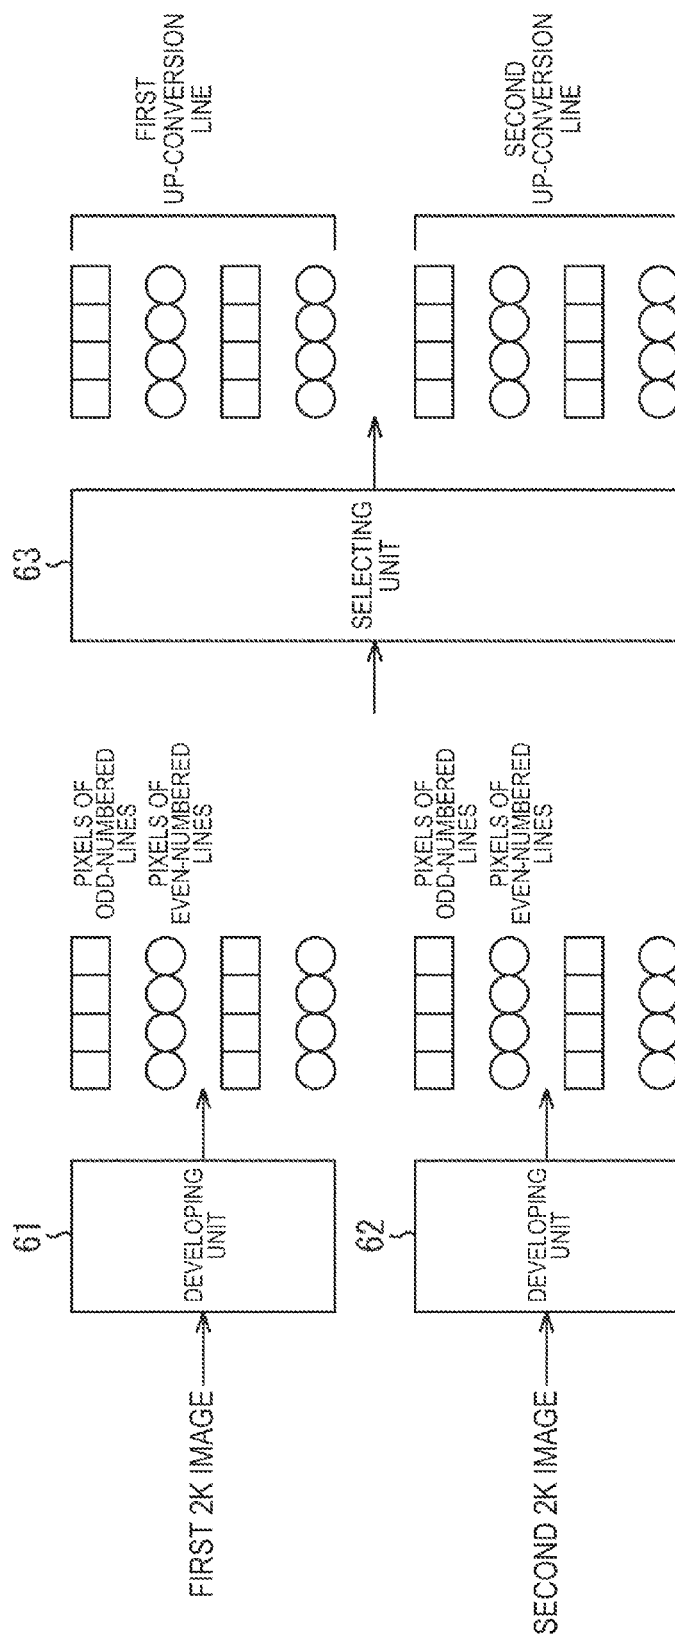 FIRST 2K IMAGE
61
DEVELOPING
UNIT
PIXELS OF
ODD-NUMBERED
LINES
PIXELS OF
EVEN-NUMBERED
LINES
SECOND 2K IMAGE
62
DEVELOPING
UNIT
PIXELS OF
ODD-NUMBERED
LINES
PIXELS OF
EVEN-NUMBERED
LINES
63
SELECTING
UNIT
FIRST
UP-CONVERSION
LINE
SECOND
UP-CONVERSION
LINE